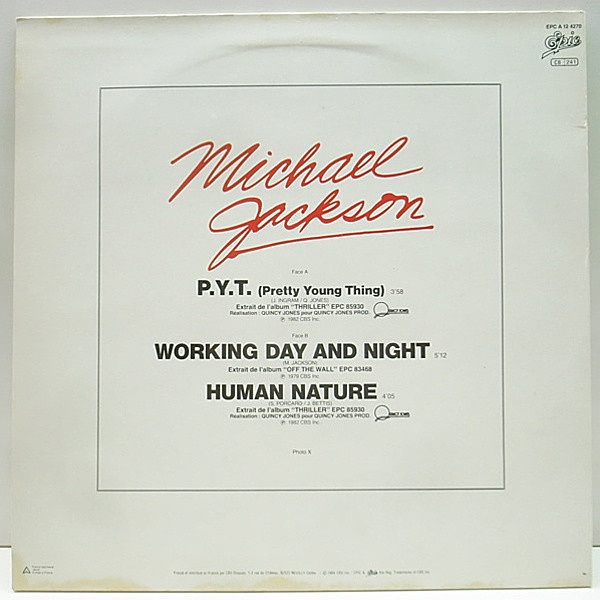 EPC A 12 4270
Epic
CB 261
Michael
Jackson
Face A
P.Y.T. (Pretty Young Thing) 3'58
(J. INGRAM / Q. JONES)
Extrait de l'album "THRILLER" EPC 85930
Réalisation : QUINCY JONES pour QUINCY JONES PROD.
℗ 1982 CBS Inc.
Face B
WORKING DAY AND NIGHT 5'12
(M. JACKSON)
Extrait de l'album "OFF THE WALL" EPC 83468
℗ 1979 CBS Inc.
HUMAN NATURE 4'05
(S. PORCARO / J. BETTIS)
Extrait de l'album "THRILLER" EPC 85930
Réalisation : QUINCY JONES pour QUINCY JONES PROD.
℗ 1982 CBS Inc.
Photo X